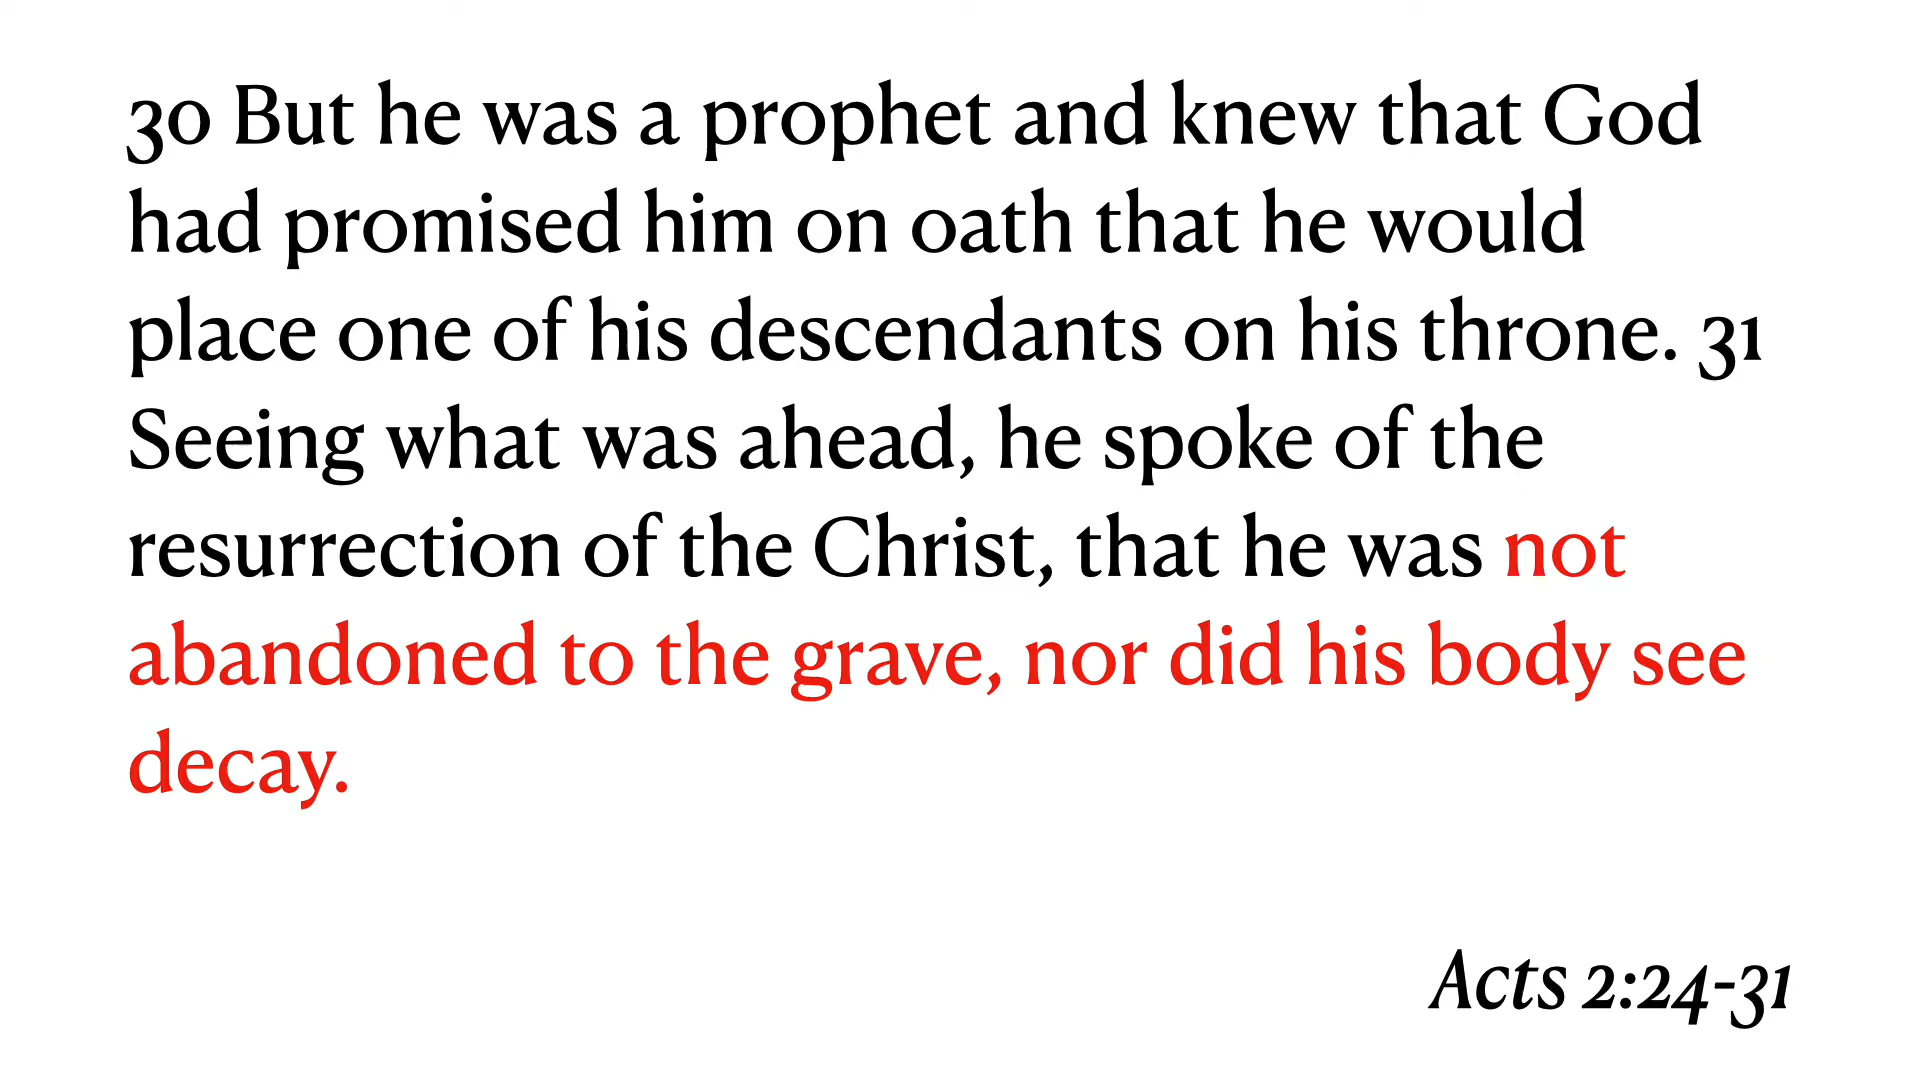 30 But he was a prophet and knew that God
had promised him on oath that he would
place one of his descendants on his throne. 31
Seeing what was ahead, he spoke of the
resurrection of the Christ, that he was not
abandoned to the grave, nor did his body see
decay.
Acts 2:24-31